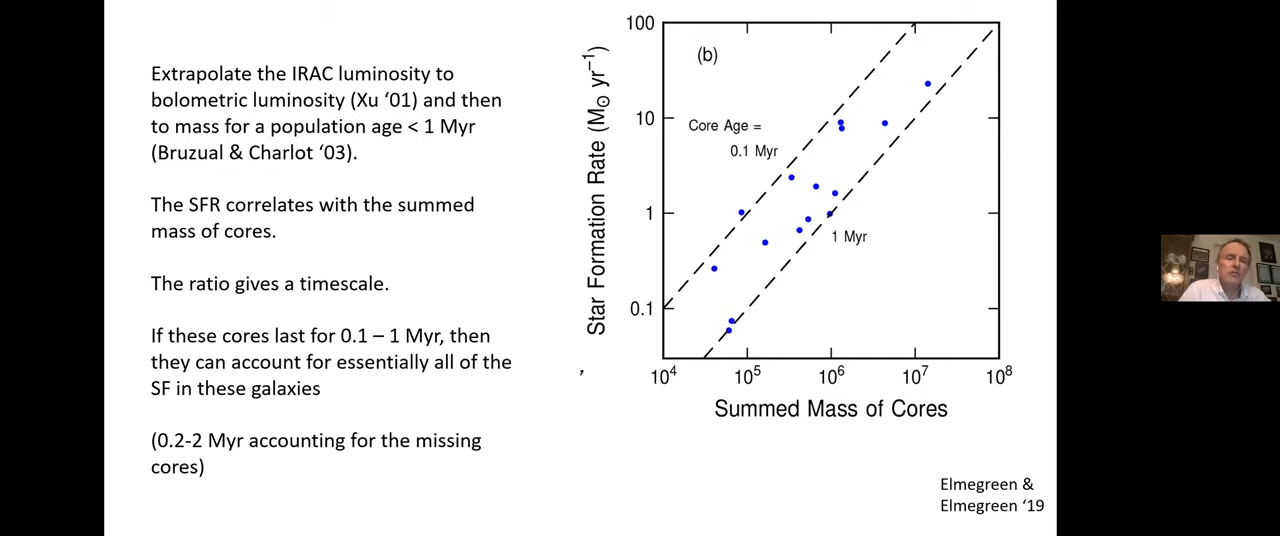 Extrapolate the IRAC luminosity to
bolometric luminosity (Xu ‘01) and then
to mass for a population age < 1 Myr
(Bruzual & Charlot ‘03).
The SFR correlates with the summed
mass of cores.
The ratio gives a timescale.
If these cores last for 0.1 – 1 Myr, then
they can account for essentially all of the
SF in these galaxies
(0.2-2 Myr accounting for the missing
cores)
Star Formation Rate (M⊙ yr⁻¹)
100
10
1
0.1
(b)
Core Age =
0.1 Myr
1 Myr
10⁴ 10⁵ 10⁶ 10⁷ 10⁸
Summed Mass of Cores
,
Elmegreen &
Elmegreen ‘19